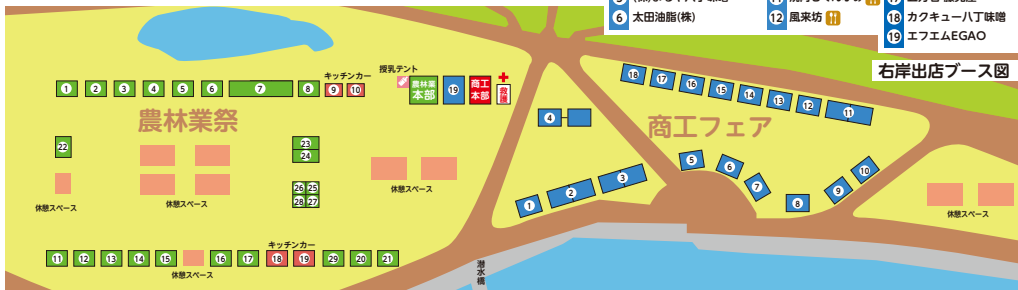 ⑥ 太田油脂(株)
⑫ 風来坊
⑱ カクキュー八丁味噌
⑲ エフエムEGAO
右岸出店ブース図
授乳テント
キッチンカー
① ② ③ ④ ⑤ ⑥ ⑦ ⑧ ⑨ ⑩
農林業
本部
⑲
商工
本部
救護
⑱ ⑰ ⑯ ⑮ ⑭ ⑬ ⑫ ⑪
農林業祭
商工フェア
④
㉒
㉓
㉔
㉖ ㉕
㉘ ㉗
⑤ ⑥ ⑦ ⑧ ⑨ ⑩
① ② ③
休憩スペース
休憩スペース
休憩スペース
休憩スペース
キッチンカー
⑪ ⑫ ⑬ ⑭ ⑮ ⑯ ⑰ ⑱ ⑲ ㉙ ⑳ ㉑
休憩スペース
潜水橋